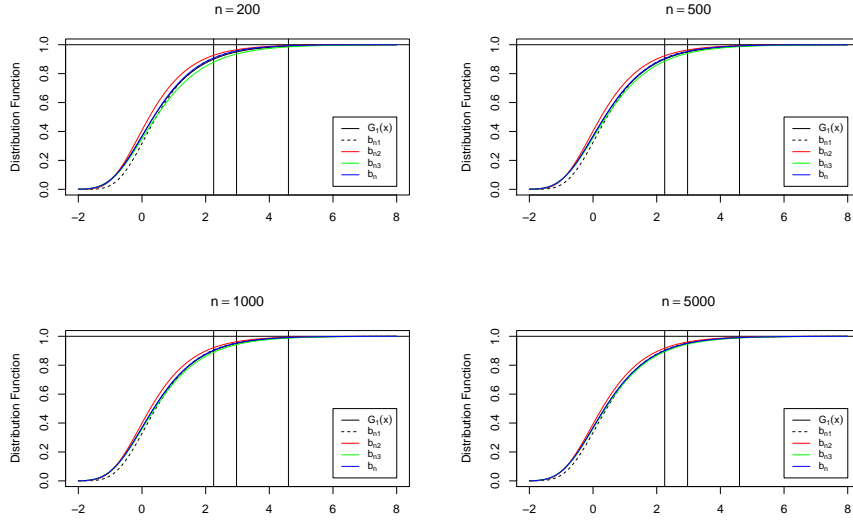 n = 200
Distribution Function
0.0 0.2 0.4 0.6 0.8 1.0
−2 0 2 4 6 8
G₁(x)
bₙ₁
bₙ₂
bₙ₃
bₙ
n = 500
Distribution Function
0.0 0.2 0.4 0.6 0.8 1.0
−2 0 2 4 6 8
G₁(x)
bₙ₁
bₙ₂
bₙ₃
bₙ
n = 1000
Distribution Function
0.0 0.2 0.4 0.6 0.8 1.0
−2 0 2 4 6 8
G₁(x)
bₙ₁
bₙ₂
bₙ₃
bₙ
n = 5000
Distribution Function
0.0 0.2 0.4 0.6 0.8 1.0
−2 0 2 4 6 8
G₁(x)
bₙ₁
bₙ₂
bₙ₃
bₙ